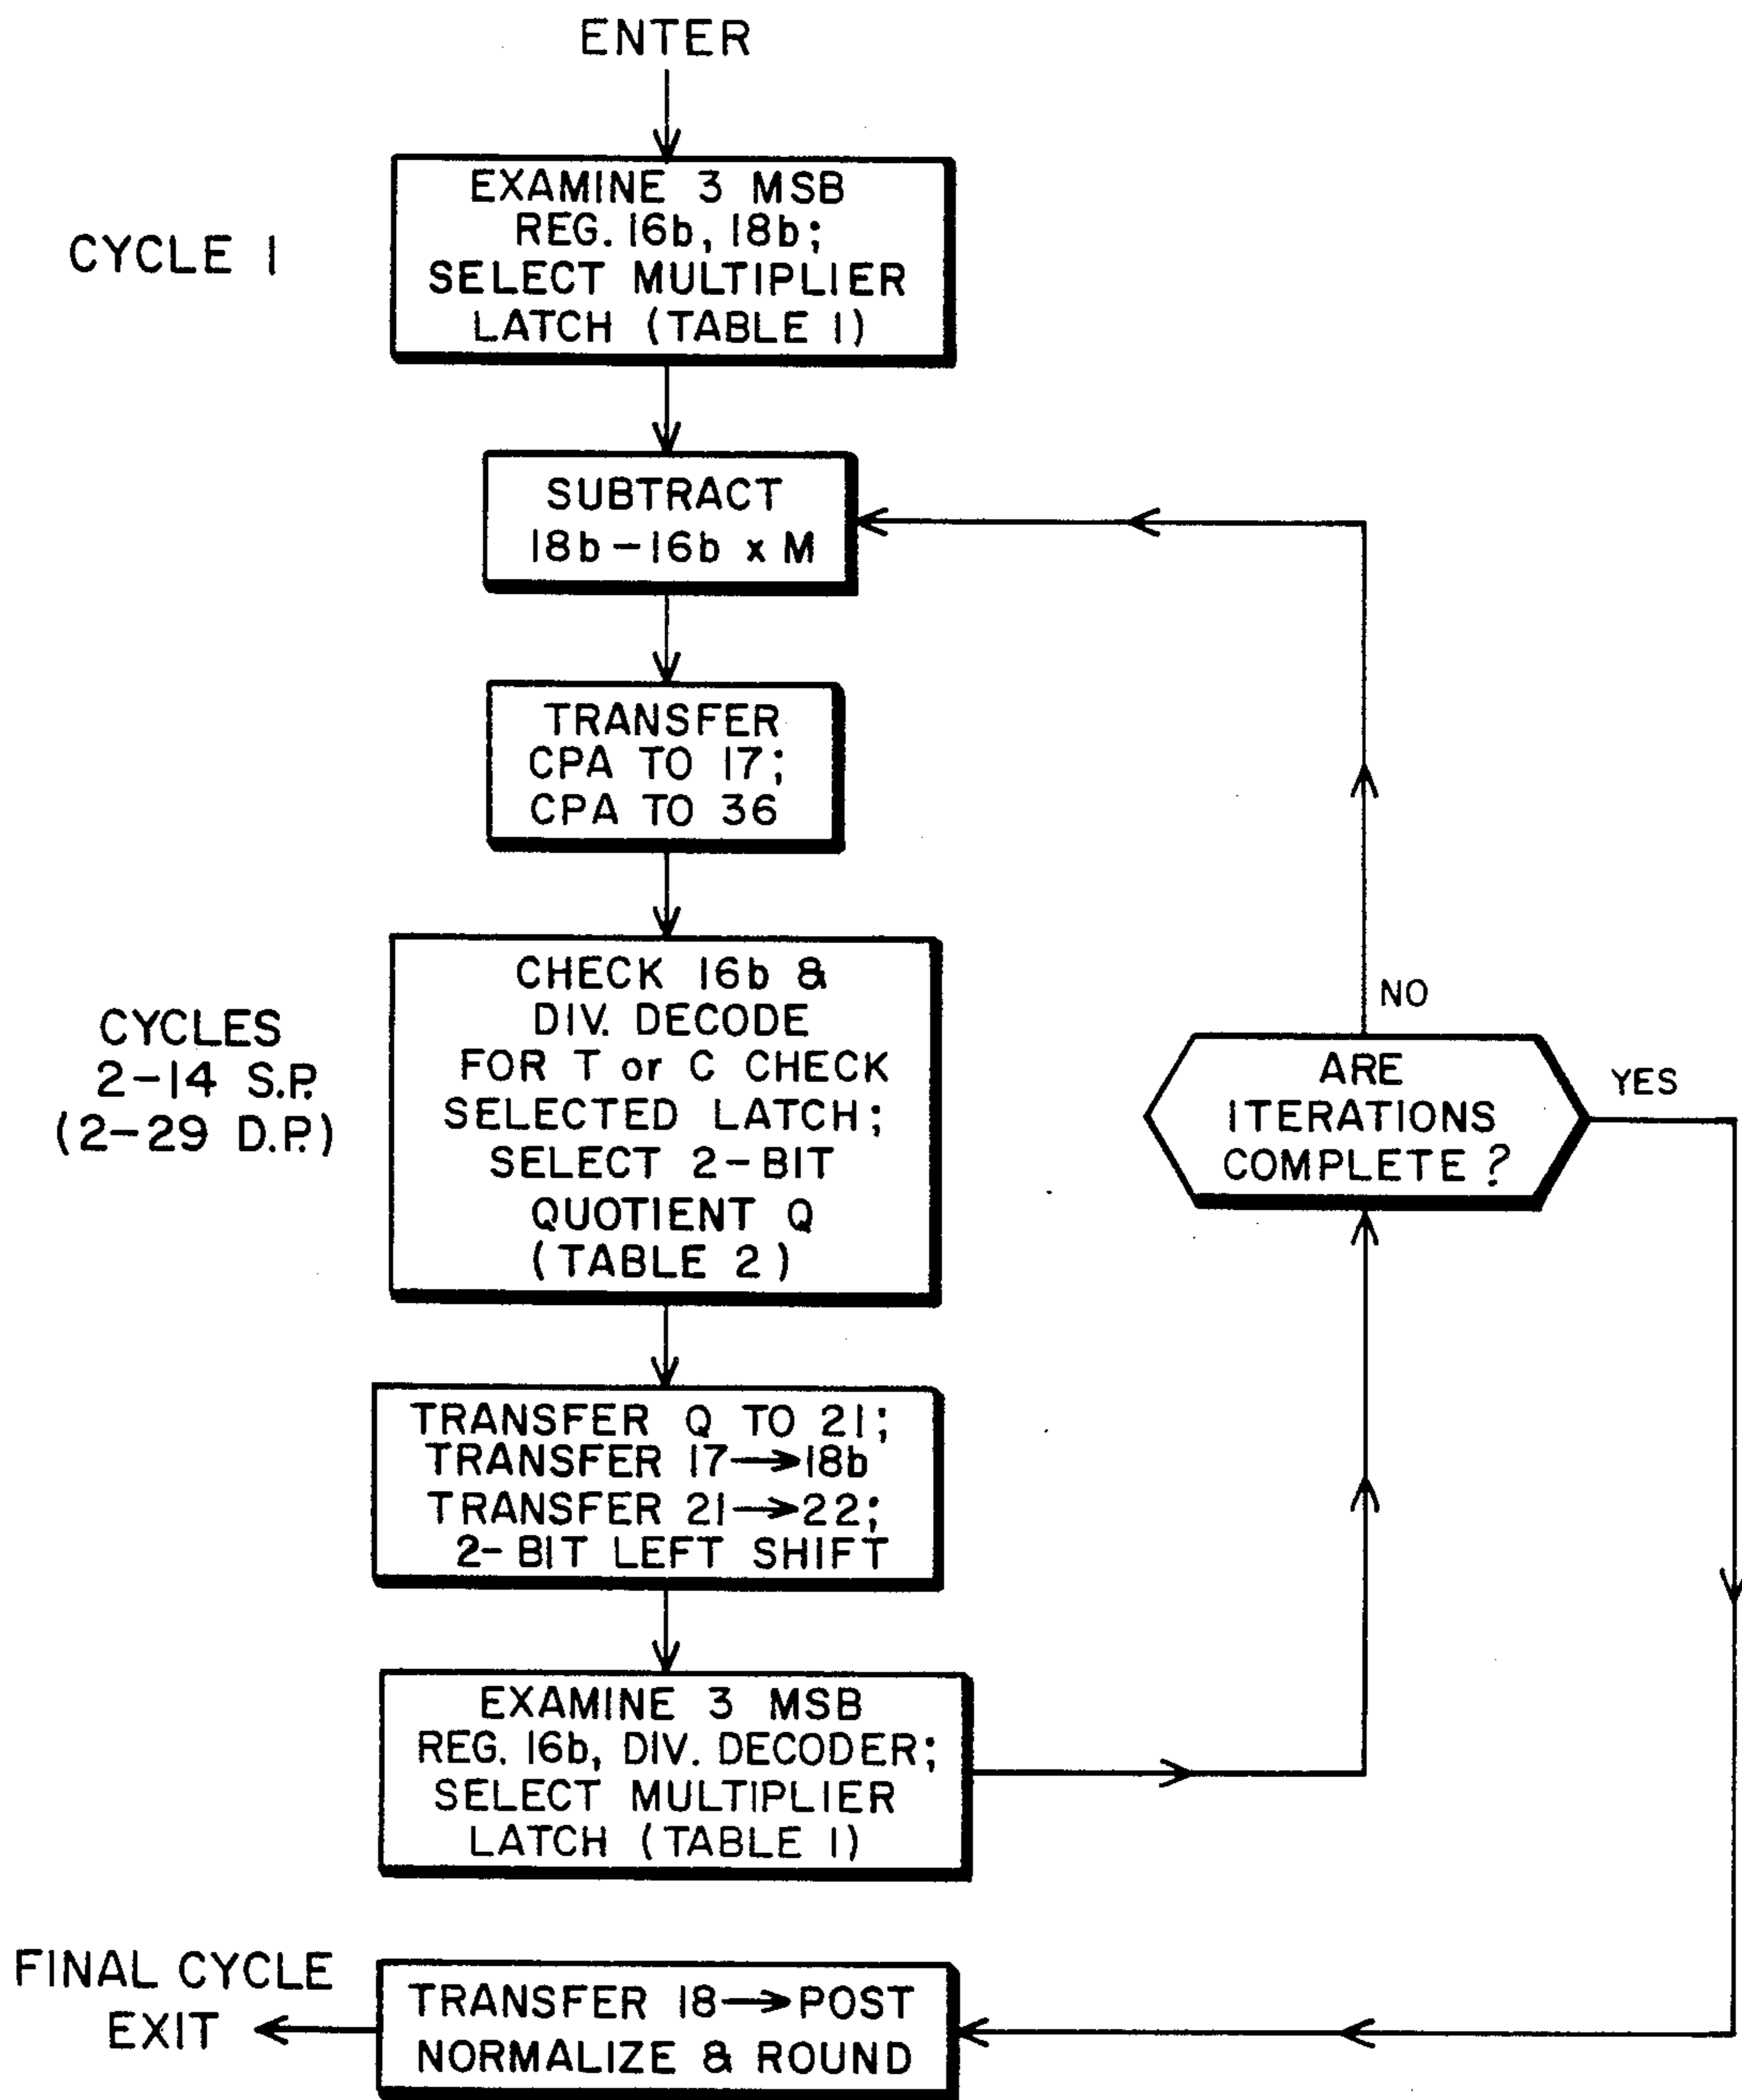 ENTER
CYCLE 1
EXAMINE 3 MSB
REG. 16b, 18b;
SELECT MULTIPLIER
LATCH (TABLE 1)
SUBTRACT
18b-16b x M
TRANSFER
CPA TO 17;
CPA TO 36
CYCLES
2-14 S.P.
(2-29 D.P.)
CHECK 16b &
DIV. DECODE
FOR T or C CHECK
SELECTED LATCH;
SELECT 2-BIT
QUOTIENT Q
(TABLE 2)
NO
ARE
ITERATIONS
COMPLETE?
YES
TRANSFER Q TO 21;
TRANSFER 17→18b
TRANSFER 21→22;
2-BIT LEFT SHIFT
EXAMINE 3 MSB
REG. 16b, DIV. DECODER;
SELECT MULTIPLIER
LATCH (TABLE 1)
FINAL CYCLE
EXIT
TRANSFER 18→POST
NORMALIZE & ROUND